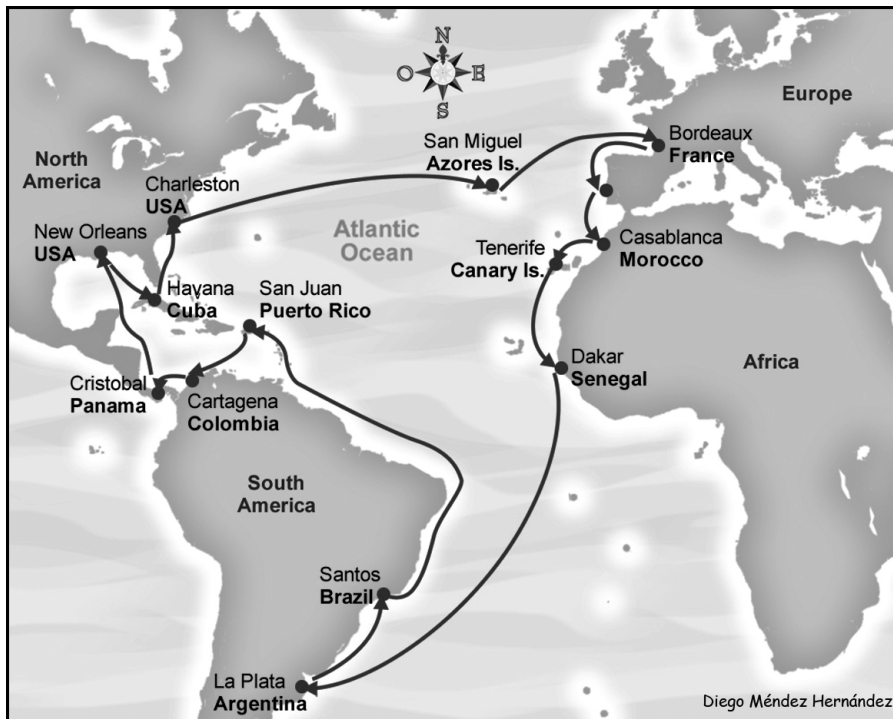 N
O
E
S
Europe
North
America
San Miguel
Azores Is.
Bordeaux
France
Charleston
USA
New Orleans
USA
Atlantic
Ocean
Tenerife
Canary Is.
Casablanca
Morocco
Havana
Cuba
San Juan
Puerto Rico
Dakar
Senegal
Africa
Cristobal
Panama
Cartagena
Colombia
South
America
Santos
Brazil
La Plata
Argentina
Diego Méndez Hernández